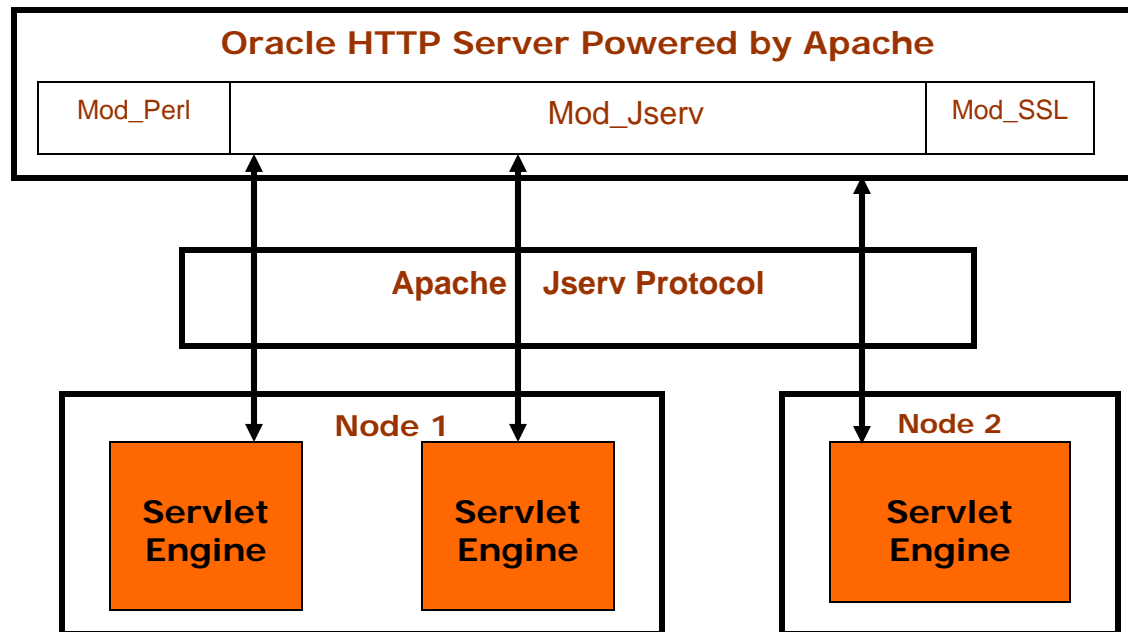 Oracle HTTP Server Powered by Apache
Mod_Perl
Mod_Jserv
Mod_SSL
Apache Jserv Protocol
Node 1
Node 2
Servlet
Engine
Servlet
Engine
Servlet
Engine